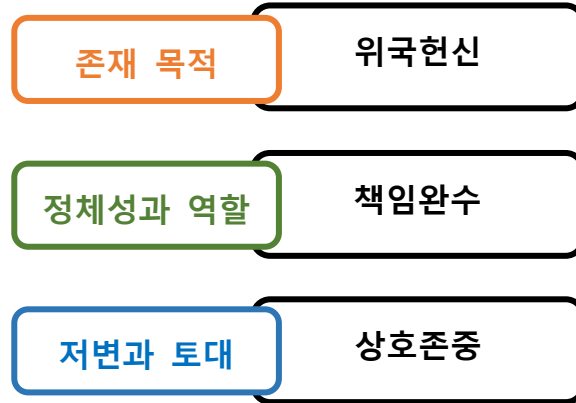 존재 목적
위국헌신
정체성과 역할
책임완수
저변과 토대
상호존중